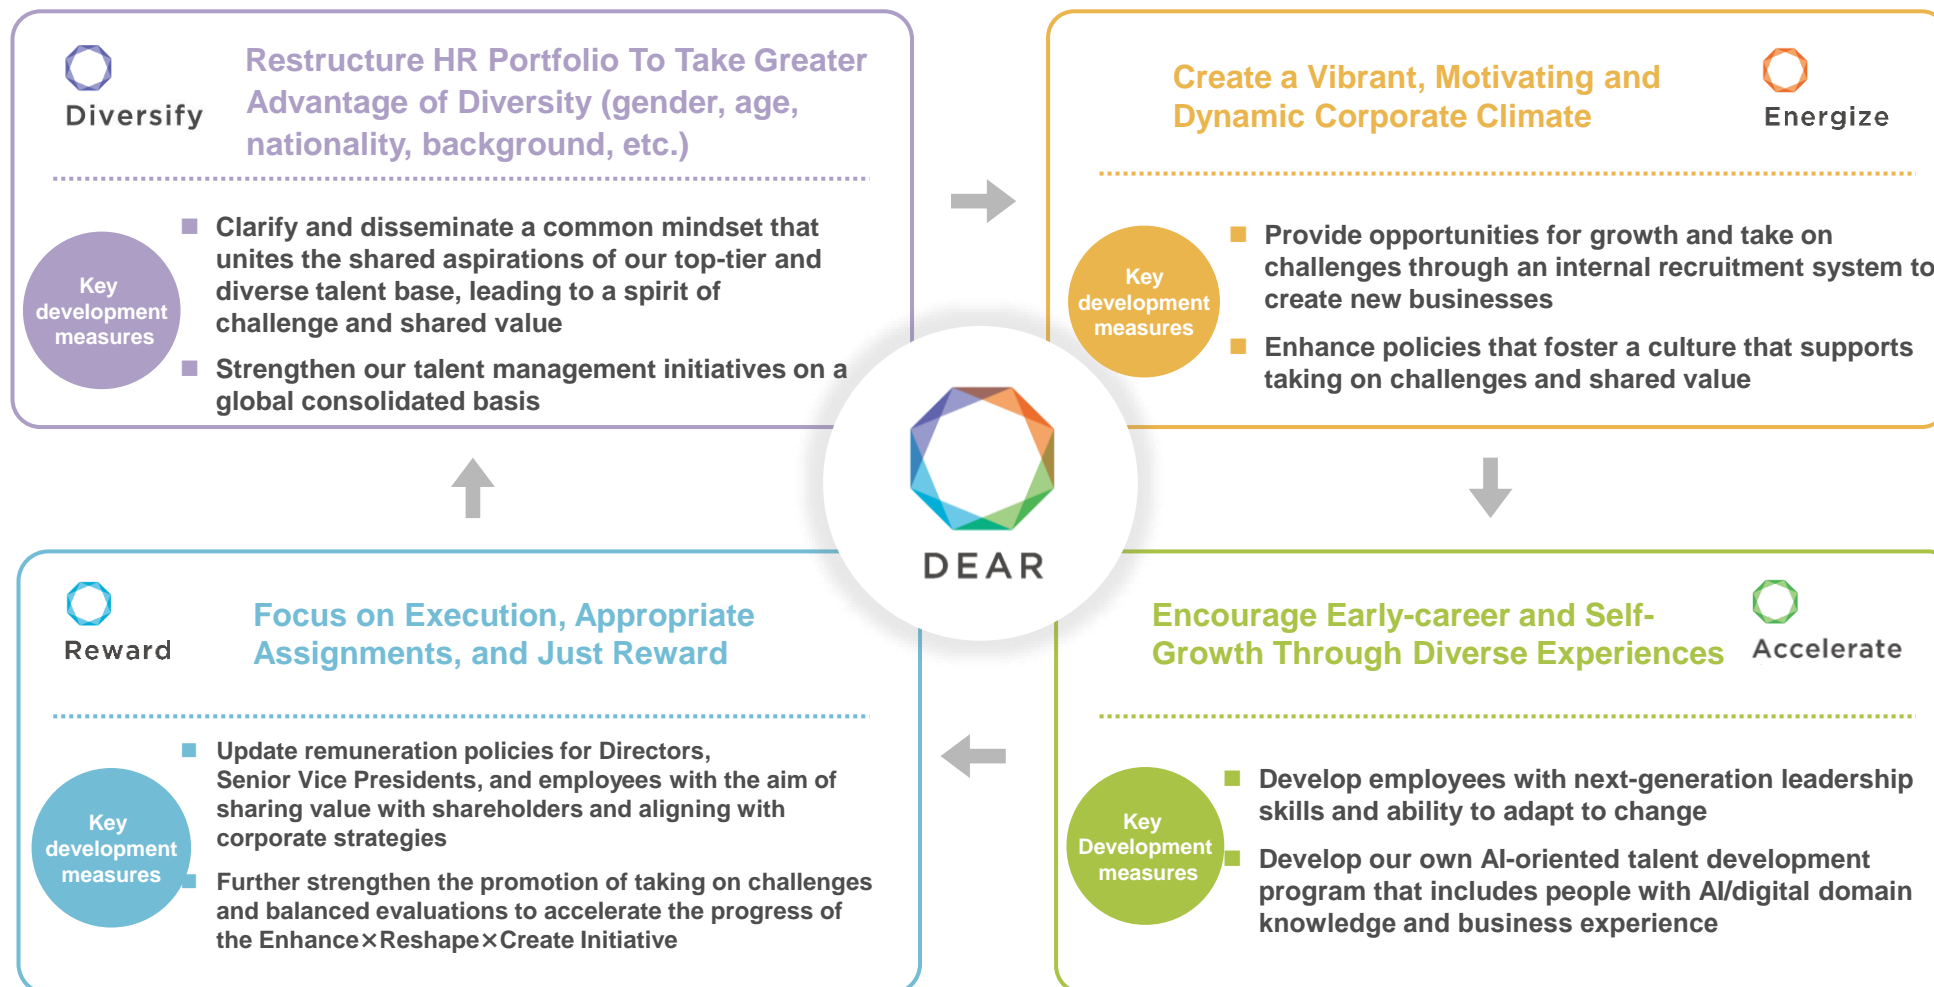 Diversify
Restructure HR Portfolio To Take Greater
Advantage of Diversity (gender, age,
nationality, background, etc.)
Key
development
measures
■ Clarify and disseminate a common mindset that
unites the shared aspirations of our top-tier and
diverse talent base, leading to a spirit of
challenge and shared value
■ Strengthen our talent management initiatives on a
global consolidated basis
Create a Vibrant, Motivating and
Dynamic Corporate Climate
Energize
Key
development
measures
■ Provide opportunities for growth and take on
challenges through an internal recruitment system to
create new businesses
■ Enhance policies that foster a culture that supports
taking on challenges and shared value
DEAR
Reward
Focus on Execution, Appropriate
Assignments, and Just Reward
Key
development
measures
■ Update remuneration policies for Directors,
Senior Vice Presidents, and employees with the aim of
sharing value with shareholders and aligning with
corporate strategies
■ Further strengthen the promotion of taking on challenges
and balanced evaluations to accelerate the progress of
the Enhance×Reshape×Create Initiative
Encourage Early-career and Self-
Growth Through Diverse Experiences
Accelerate
Key
Development
measures
■ Develop employees with next-generation leadership
skills and ability to adapt to change
■ Develop our own AI-oriented talent development
program that includes people with AI/digital domain
knowledge and business experience